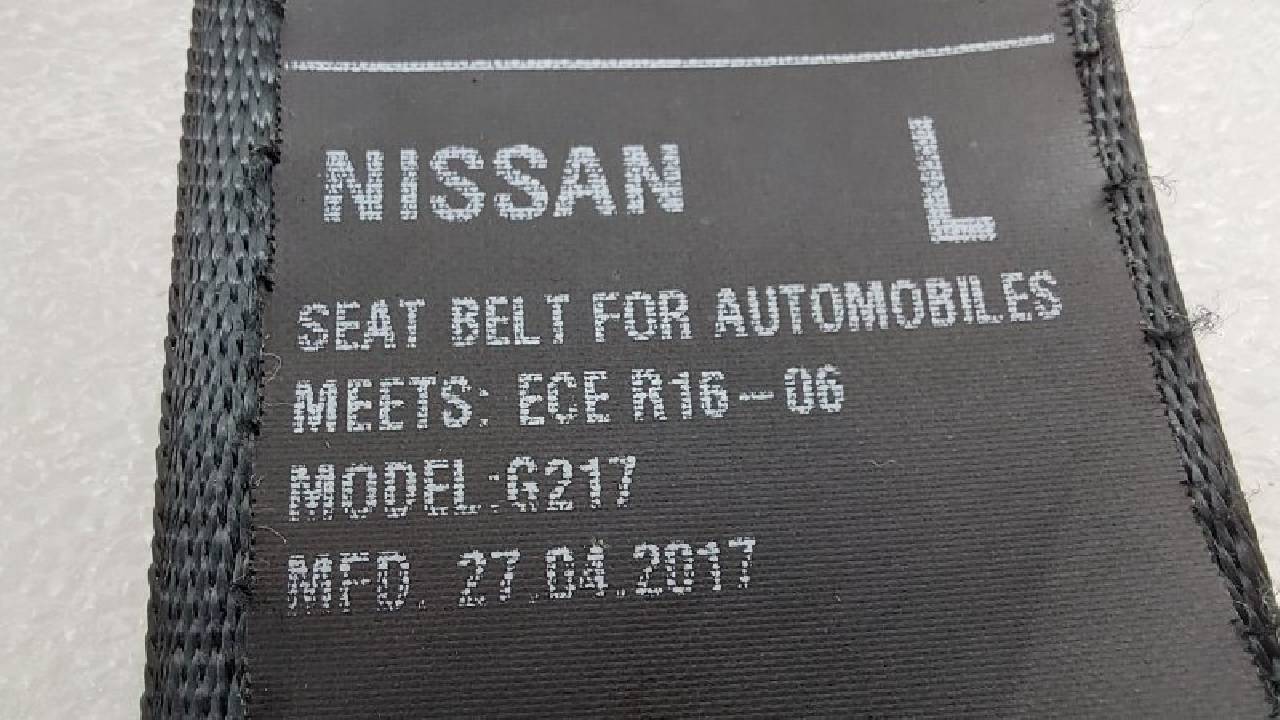 NISSAN L
SEAT BELT FOR AUTOMOBILES
MEETS: ECE R16-06
MODEL:G217
MFD. 27.04.2017